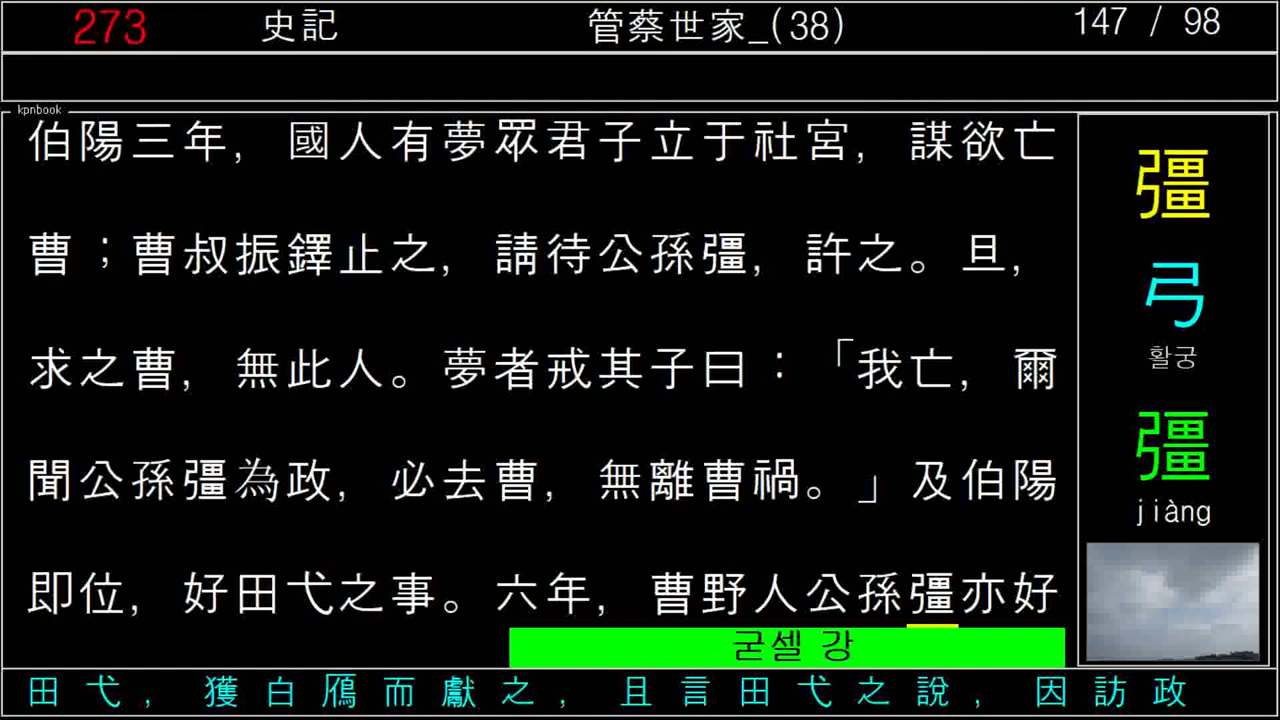 273 史記 管蔡世家_(38) 147 / 98
kpnbook
伯陽三年, 國人有夢眾君子立于社宮, 謀欲亡
曹；曹叔振鐸止之, 請待公孫彊, 許之。旦,
求之曹, 無此人。夢者戒其子曰：「我亡, 爾
聞公孫彊為政, 必去曹, 無離曹禍。」及伯陽
即位, 好田弋之事。六年, 曹野人公孫彊亦好
굳셀 강
田弋, 獲白鴈而獻之, 且言田弋之說, 因訪政
彊
弓
활궁
彊
jiàng